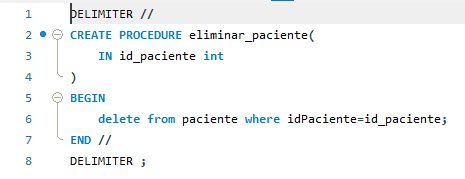 1 DELIMITER //
2 CREATE PROCEDURE eliminar_paciente(
3 IN id_paciente int
4 )
5 BEGIN
6 delete from paciente where idPaciente=id_paciente;
7 END //
8 DELIMITER ;